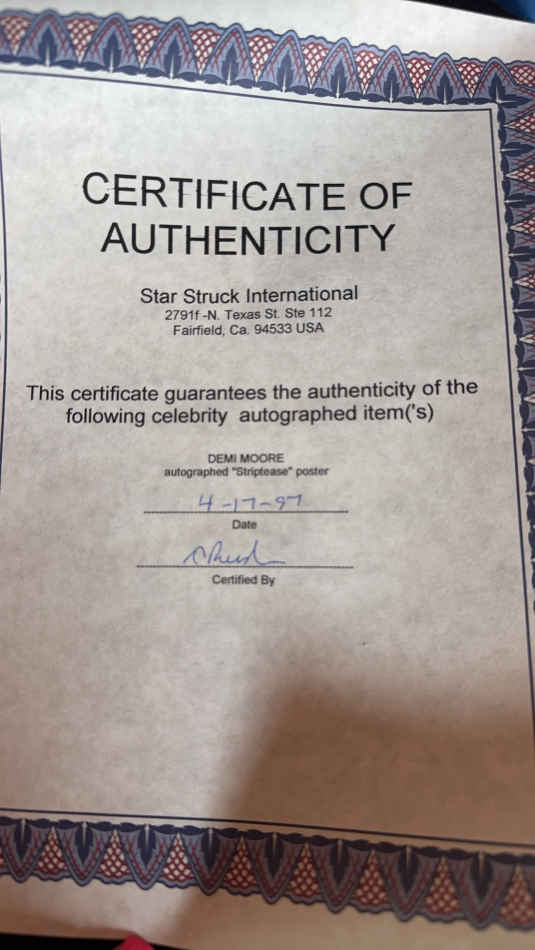 CERTIFICATE OF
AUTHENTICITY
Star Struck International
2791f -N. Texas St. Ste 112
Fairfield, Ca. 94533 USA
This certificate guarantees the authenticity of the
following celebrity autographed item('s)
DEMI MOORE
autographed "Striptease" poster
4-17-97
Date
Certified By